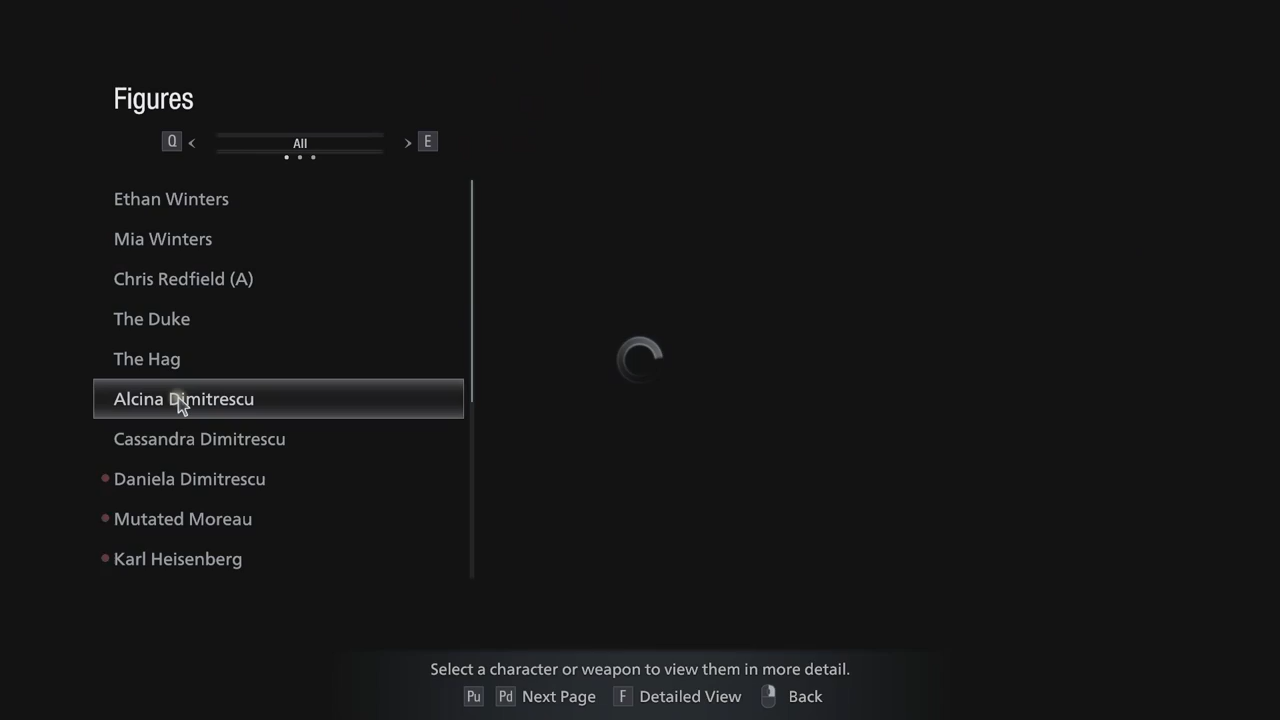 Figures
Q < All > E
Ethan Winters
Mia Winters
Chris Redfield (A)
The Duke
The Hag
Alcina Dimitrescu
Cassandra Dimitrescu
Daniela Dimitrescu
Mutated Moreau
Karl Heisenberg
Select a character or weapon to view them in more detail.
Pu Pd Next Page F Detailed View Back